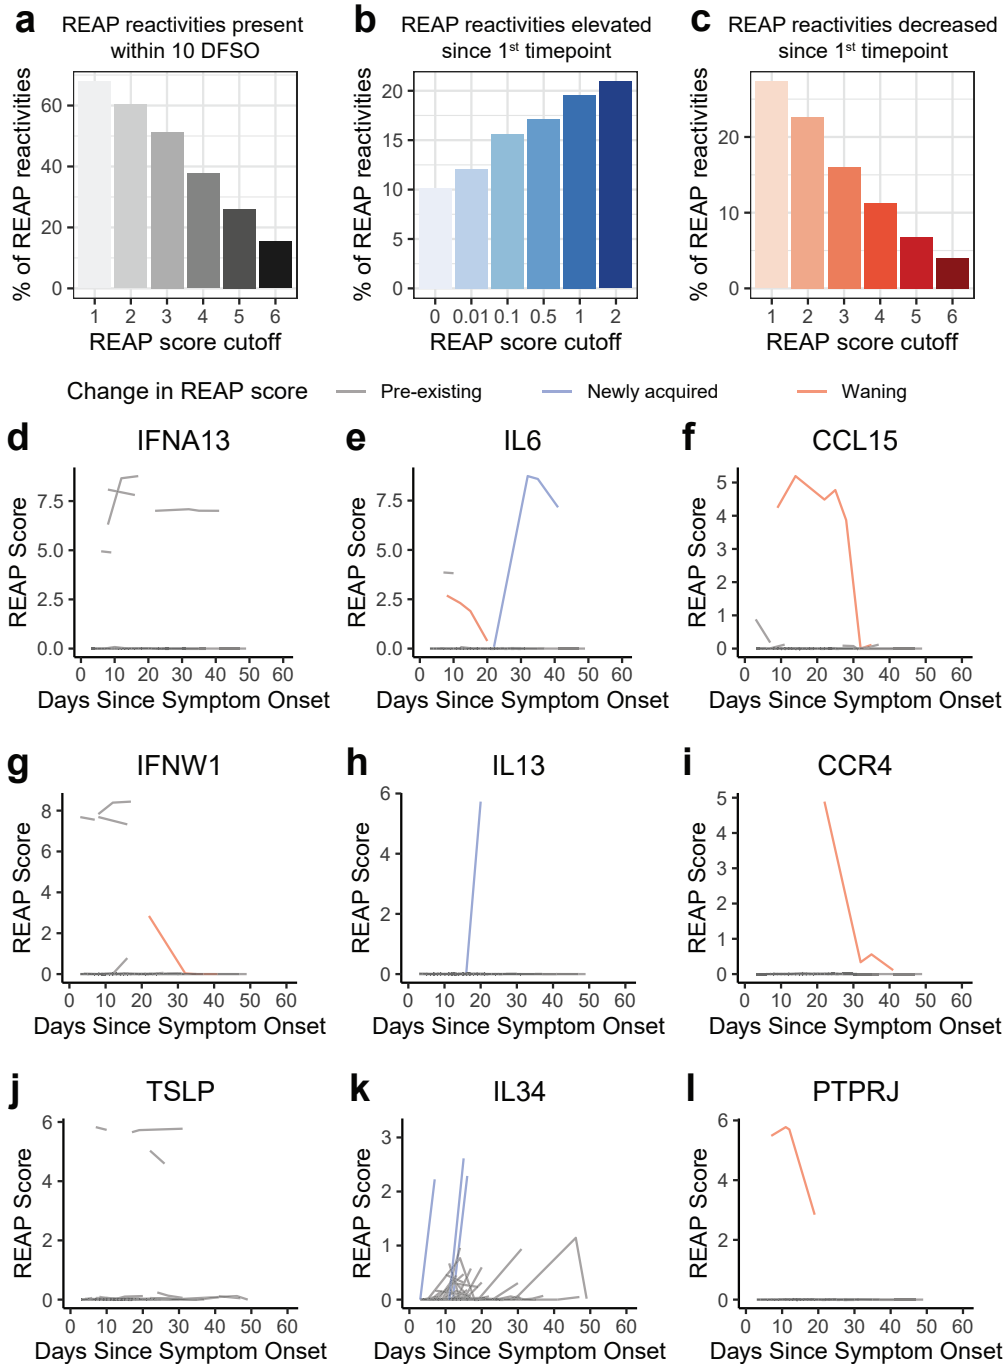 a REAP reactivities present within 10 DFSO
% of REAP reactivities
60
40
20
0
1 2 3 4 5 6
REAP score cutoff
b REAP reactivities elevated since 1st timepoint
% of REAP reactivities
20
15
10
5
0
0 0.01 0.1 0.5 1 2
REAP score cutoff
c REAP reactivities decreased since 1st timepoint
% of REAP reactivities
20
10
0
1 2 3 4 5 6
REAP score cutoff
Change in REAP score Pre-existing Newly acquired Waning
d IFNA13
REAP Score
7.5
5.0
2.5
0.0
0 10 20 30 40 50 60
Days Since Symptom Onset
e IL6
REAP Score
7.5
5.0
2.5
0.0
0 10 20 30 40 50 60
Days Since Symptom Onset
f CCL15
REAP Score
5
4
3
2
1
0
0 10 20 30 40 50 60
Days Since Symptom Onset
g IFNW1
REAP Score
8
6
4
2
0
0 10 20 30 40 50 60
Days Since Symptom Onset
h IL13
REAP Score
6
4
2
0
0 10 20 30 40 50 60
Days Since Symptom Onset
i CCR4
REAP Score
5
4
3
2
1
0
0 10 20 30 40 50 60
Days Since Symptom Onset
j TSLP
REAP Score
6
4
2
0
0 10 20 30 40 50 60
Days Since Symptom Onset
k IL34
REAP Score
3
2
1
0
0 10 20 30 40 50 60
Days Since Symptom Onset
l PTPRJ
REAP Score
6
4
2
0
0 10 20 30 40 50 60
Days Since Symptom Onset